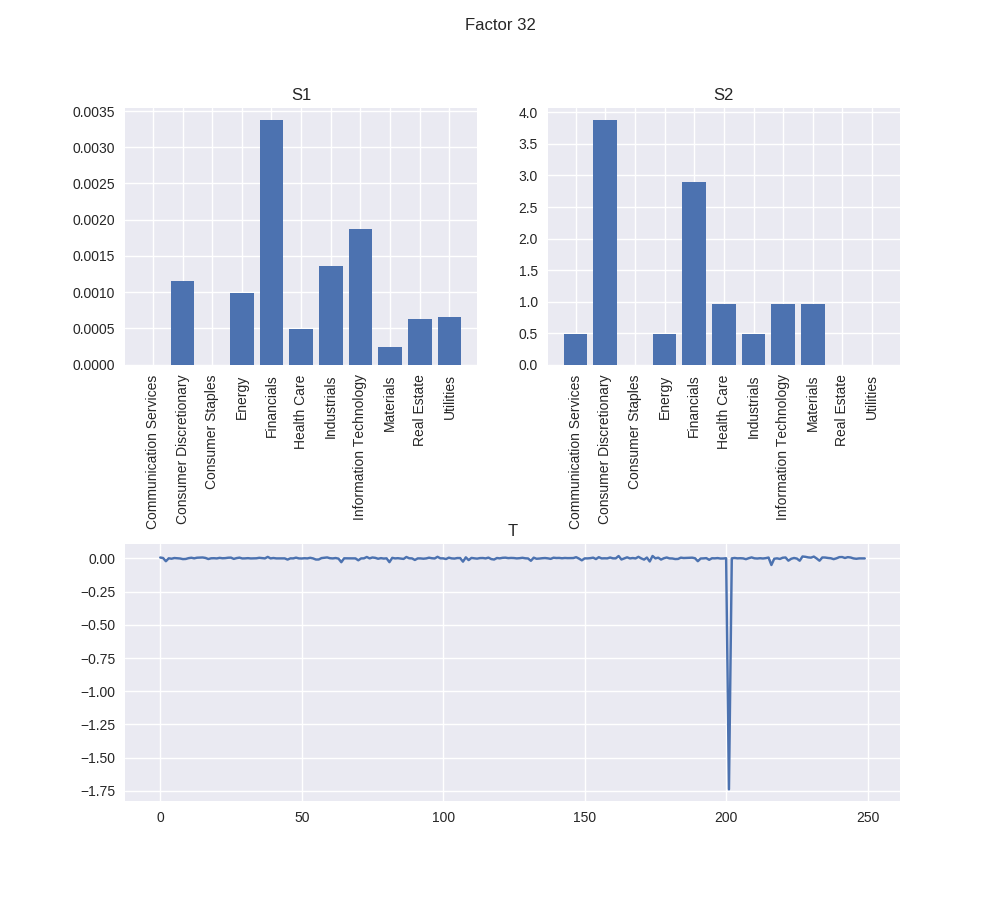 Factor 32
S1
0.0035
0.0030
0.0025
0.0020
0.0015
0.0010
0.0005
0.0000
Communication Services
Consumer Discretionary
Consumer Staples
Energy
Financials
Health Care
Industrials
Information Technology
Materials
Real Estate
Utilities
S2
4.0
3.5
3.0
2.5
2.0
1.5
1.0
0.5
0.0
Communication Services
Consumer Discretionary
Consumer Staples
Energy
Financials
Health Care
Industrials
Information Technology
Materials
Real Estate
Utilities
T
0.00
−0.25
−0.50
−0.75
−1.00
−1.25
−1.50
−1.75
0
50
100
150
200
250